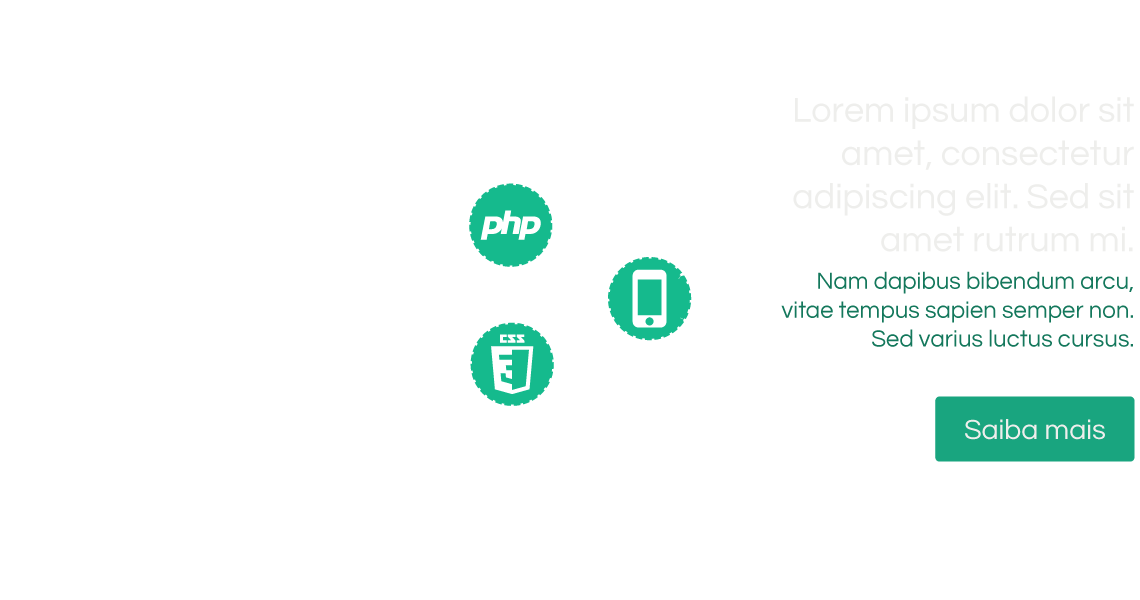 Lorem ipsum dolor sit
amet, consectetur
adipiscing elit. Sed sit
amet rutrum mi.
php
Nam dapibus bibendum arcu,
vitae tempus sapien semper non.
Sed varius luctus cursus.
CSS
3
Saiba mais